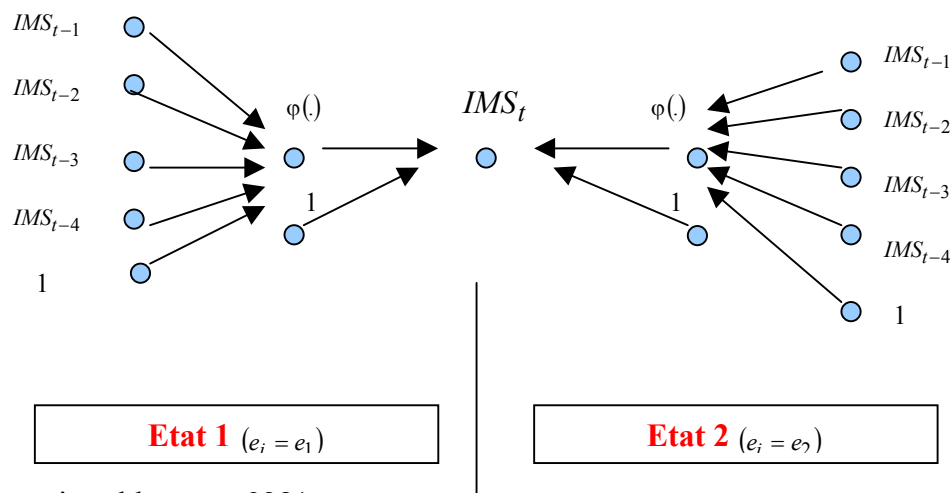 IMS_{t-1}
IMS_{t-2}
IMS_{t-3}
IMS_{t-4}
1
φ(.)
1
IMS_t
φ(.)
1
IMS_{t-1}
IMS_{t-2}
IMS_{t-3}
IMS_{t-4}
1
Etat 1 (e_i = e_1)
Etat 2 (e_i = e_2)